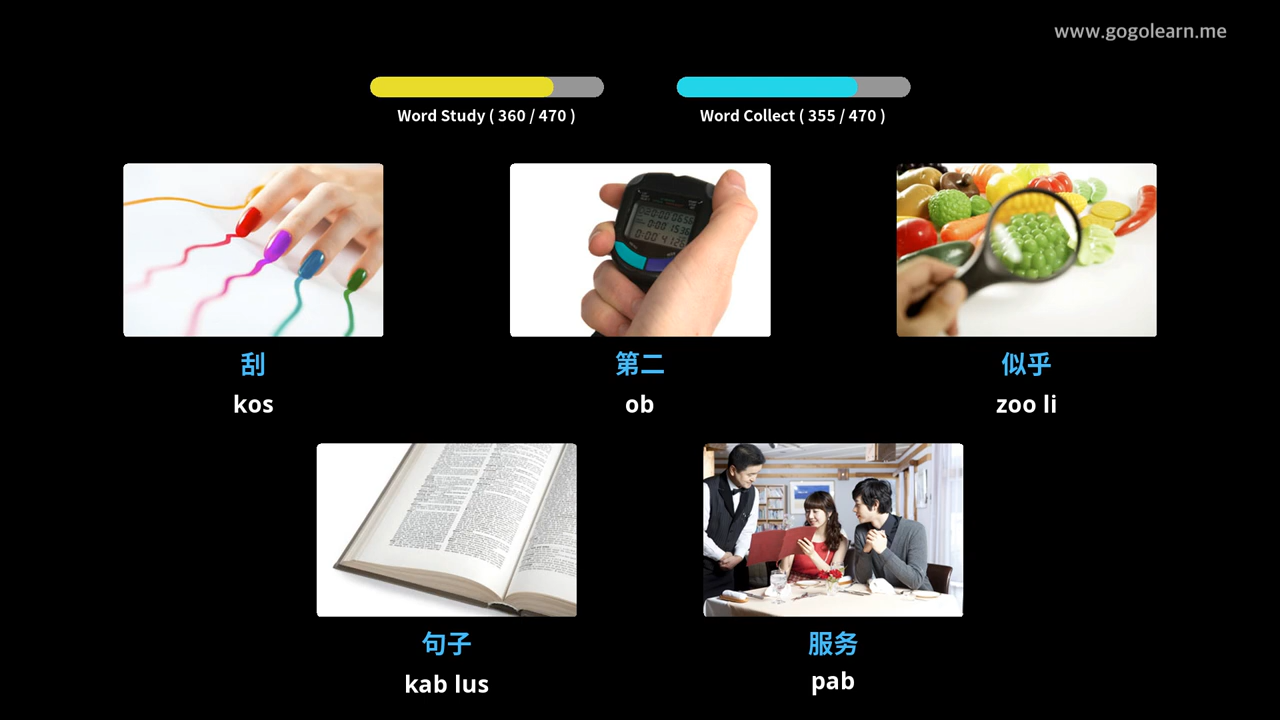 www.gogolearn.me
Word Study ( 360 / 470 )
Word Collect ( 355 / 470 )
刮
kos
第二
ob
似乎
zoo li
句子
kab lus
服务
pab